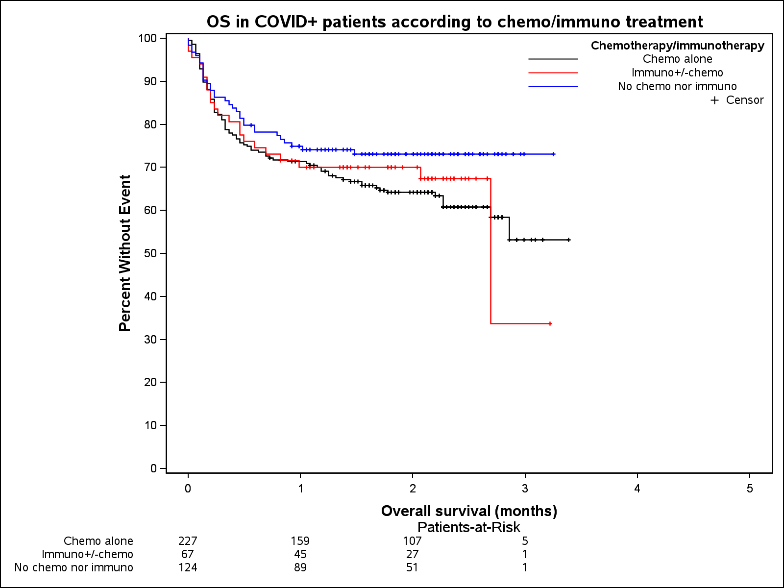 OS in COVID+ patients according to chemo/immuno treatment
Chemotherapy/immunotherapy
Chemo alone
Immuno+/-chemo
No chemo nor immuno
+ Censor
Percent Without Event
100
90
80
70
60
50
40
30
20
10
0
0 1 2 3 4 5
Overall survival (months)
Patients-at-Risk
Chemo alone 227 159 107 5
Immuno+/-chemo 67 45 27 1
No chemo nor immuno 124 89 51 1